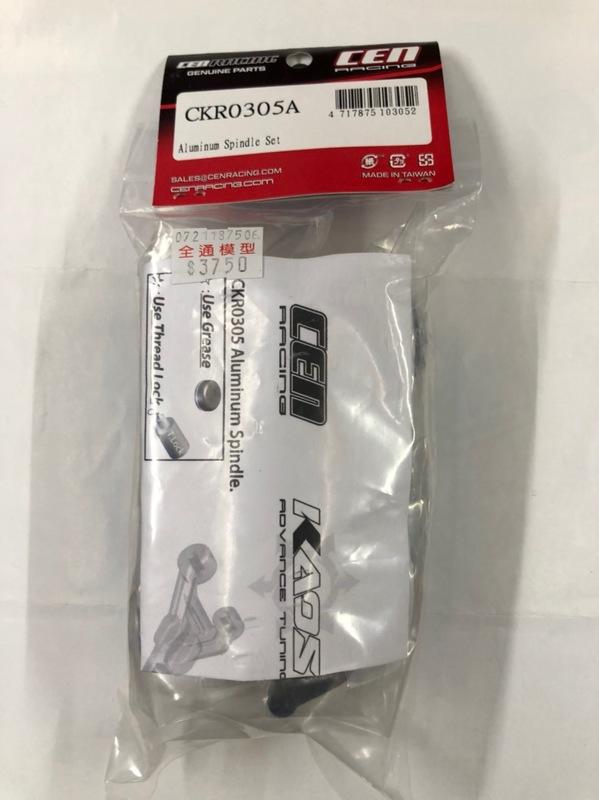 CEN RACING
GENUINE PARTS
CEN
RACING
CKR0305A
4 717875 103052
Aluminum Spindle Set
SALES@CENRACING.COM
CENRACING.COM
MADE IN TAIWAN
全通模型
$3750
CKR0305 Aluminum Spindle.
:Use Grease
:Use Thread Lock
T-Lock
CEN
RACING
KAOS
ADVANCE TUNING